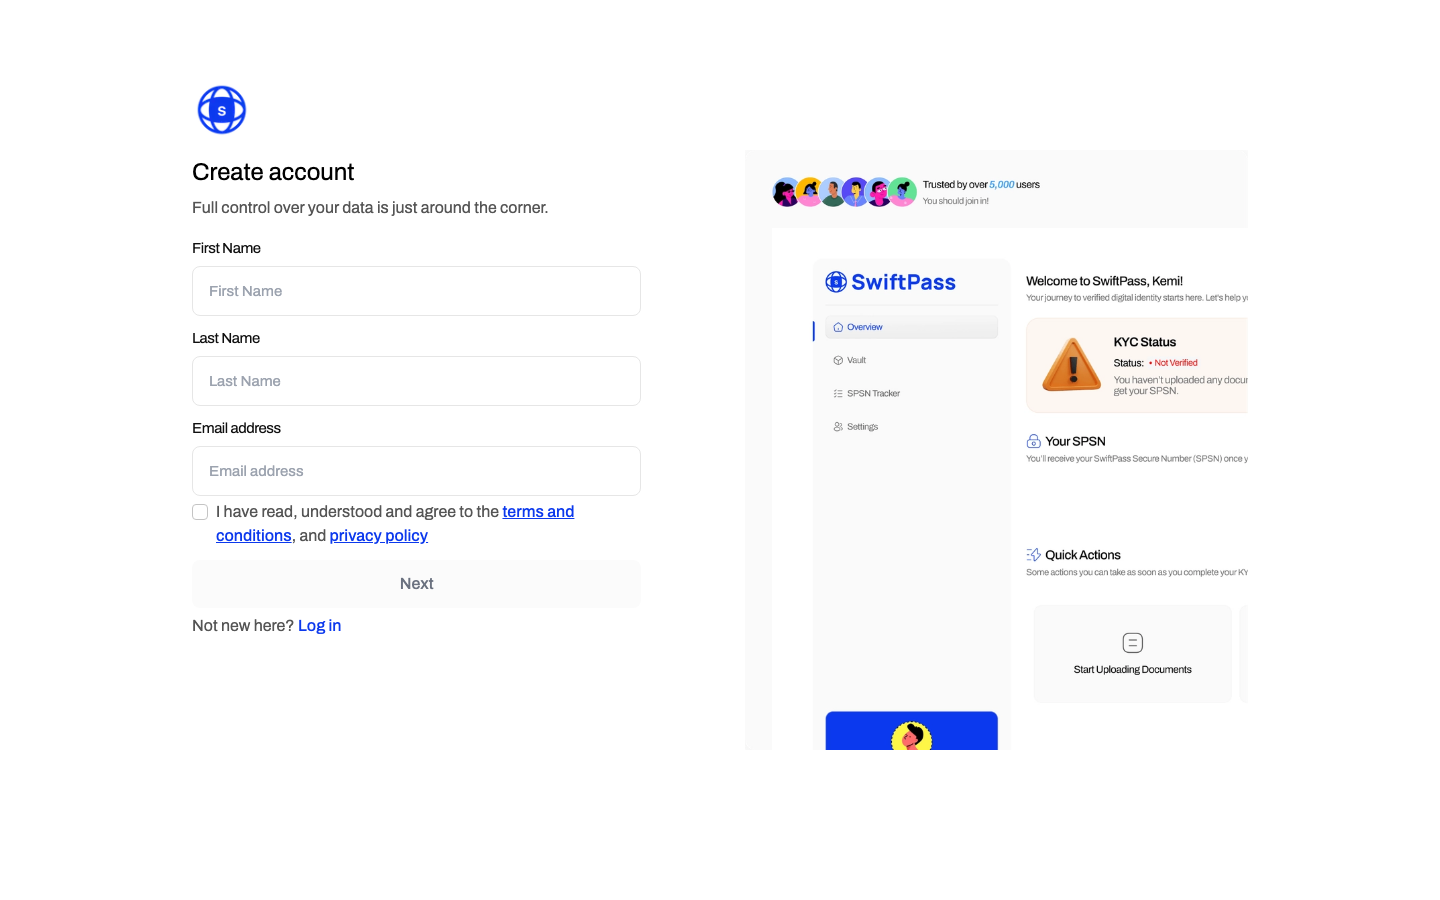 S
Create account
Full control over your data is just around the corner.
First Name
First Name
Last Name
Last Name
Email address
Email address
I have read, understood and agree to the terms and
conditions, and privacy policy
Next
Not new here? Log in
Trusted by over 5,000 users
You should join in!
SwiftPass
Overview
Vault
SPSN Tracker
Settings
Welcome to SwiftPass, Kemi!
Your journey to verified digital identity starts here. Let's help
KYC Status
Status: • Not Verified
You haven't uploaded any
get your SPSN.
Your SPSN
You'll receive your SwiftPass Secure Number (SPSN) once
Quick Actions
Some actions you can take as soon as you complete your
Start Uploading Documents